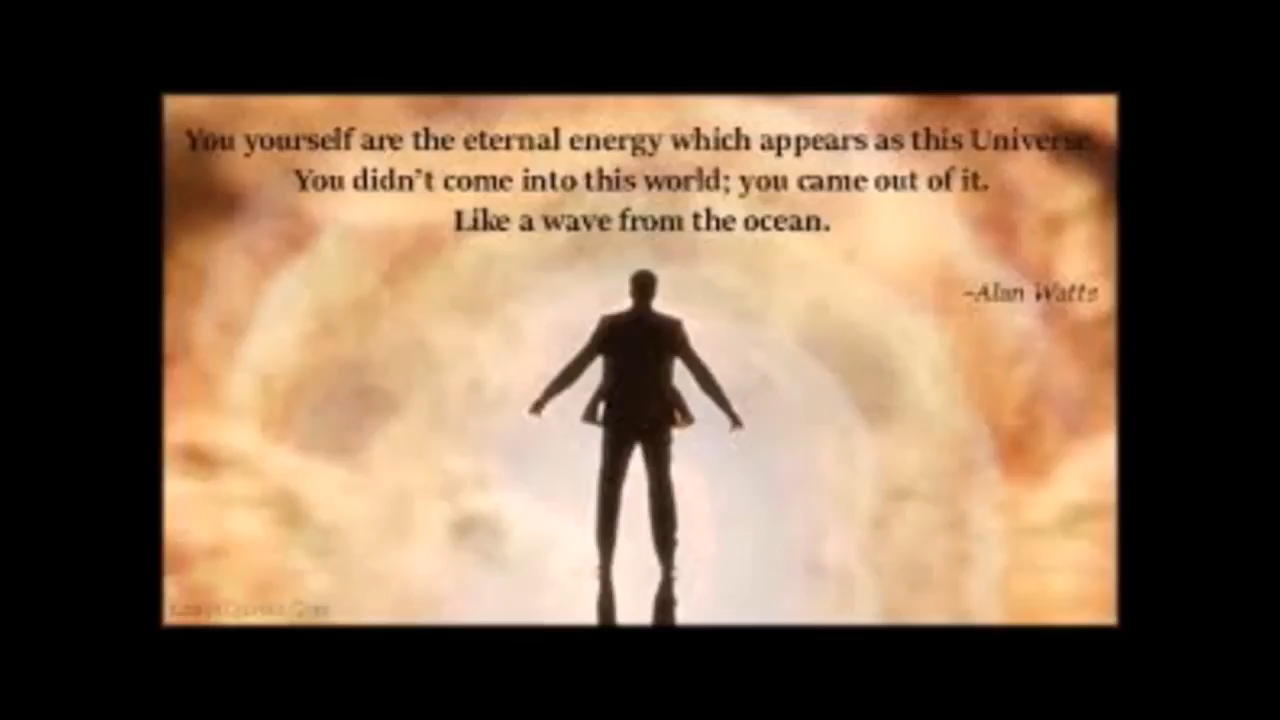 You yourself are the eternal energy which appears as this Universe
You didn't come into this world; you came out of it.
Like a wave from the ocean.
~Alan Watts